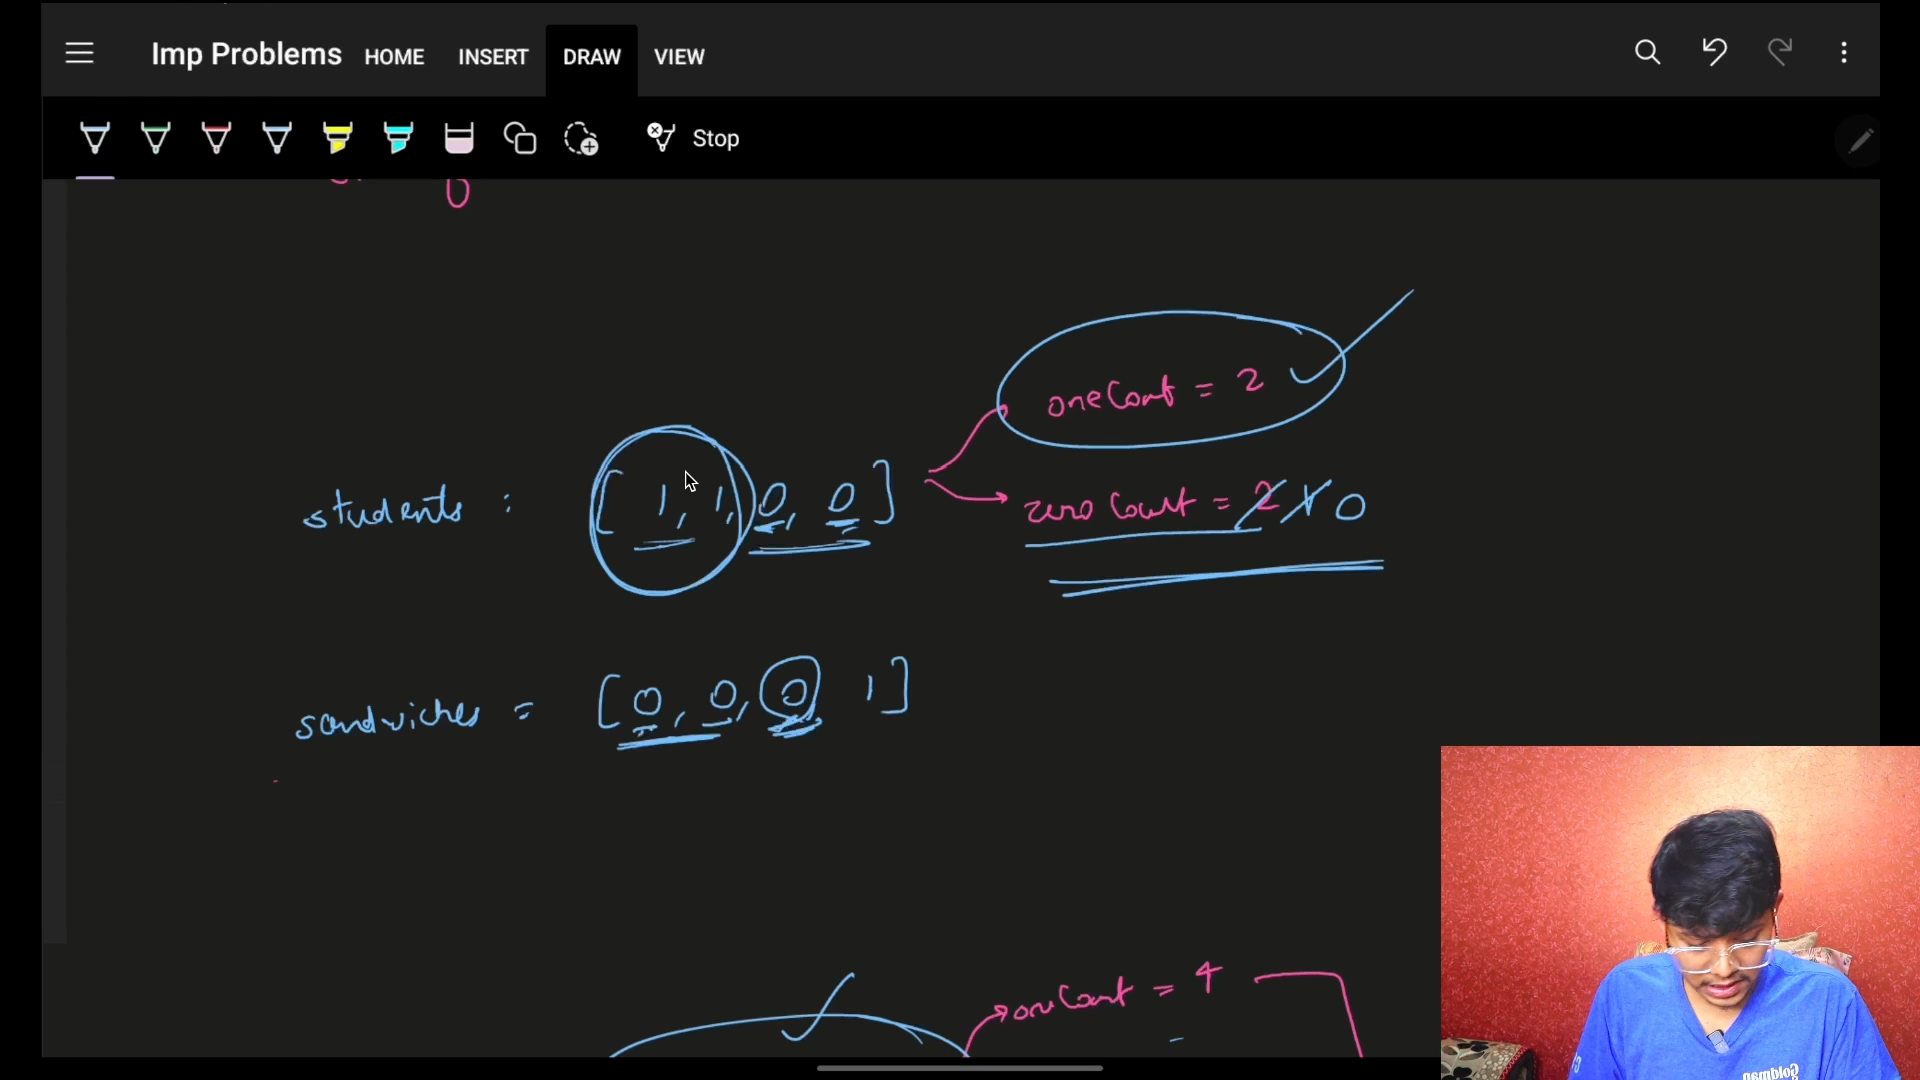 Imp Problems HOME INSERT DRAW VIEW
Stop
oneCount = 2
students : [ 1, 1, 0, 0 ]
zero Count = 2 1 0
sandwiches = [ 0, 0, 0 1 ]
oneCount = 4
Goldman